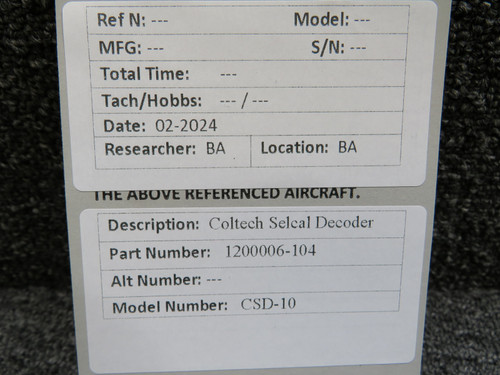 Ref N: --- Model: ---
MFG: --- S/N: ---
Total Time: ---
Tach/Hobbs: --- / ---
Date: 02-2024
Researcher: BA Location: BA
THE ABOVE REFERENCED AIRCRAFT.
Description: Coltech Selcal Decoder
Part Number: 1200006-104
Alt Number: ---
Model Number: CSD-10